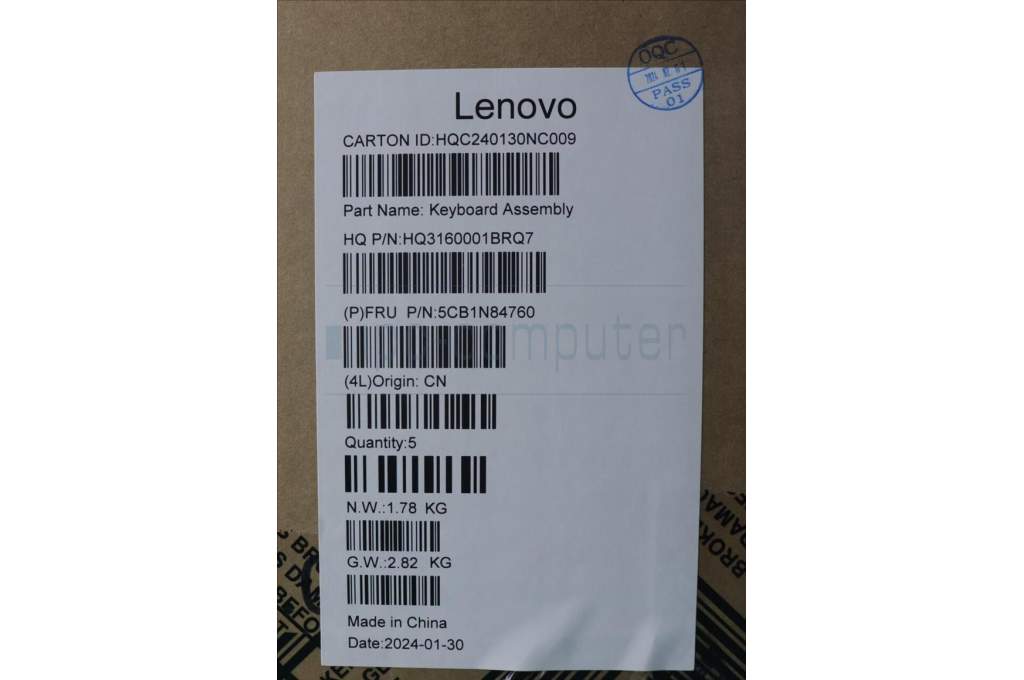 OQC
PASS
01
Lenovo
CARTON ID:HQC240130NC009
Part Name: Keyboard Assembly
HQ P/N:HQ3160001BRQ7
(P)FRU P/N:5CB1N84760
computer
(4L)Origin: CN
Quantity:5
N.W.:1.78 KG
G.W.:2.82 KG
Made in China
Date:2024-01-30